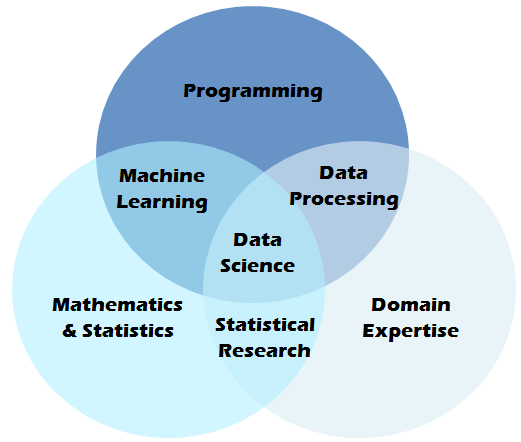 Programming
Machine
Learning
Data
Processing
Data
Science
Mathematics
& Statistics
Statistical
Research
Domain
Expertise